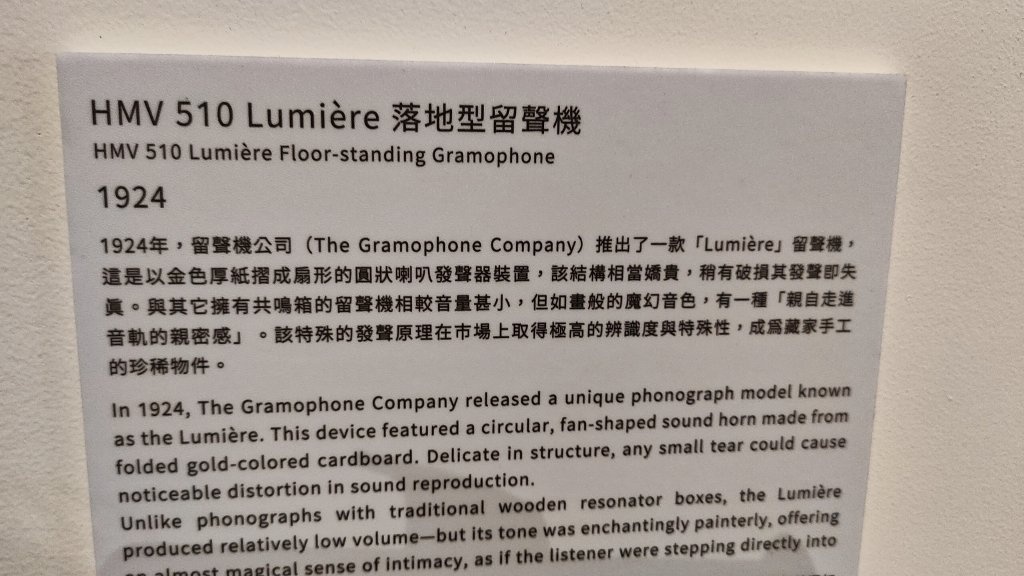 HMV 510 Lumière 落地型留聲機
HMV 510 Lumière Floor-standing Gramophone
1924
1924年，留聲機公司（The Gramophone Company）推出了一款「Lumière」留聲機，
這是以金色厚紙摺成扇形的圓狀喇叭發聲器裝置，該結構相當嬌貴，稍有破損其發聲即失
真。與其它擁有共鳴箱的留聲機相較音量甚小，但如畫般的魔幻音色，有一種「親自走進
音軌的親密感」。該特殊的發聲原理在市場上取得極高的辨識度與特殊性，成為藏家手工
的珍稀物件。
In 1924, The Gramophone Company released a unique phonograph model known
as the Lumière. This device featured a circular, fan-shaped sound horn made from
folded gold-colored cardboard. Delicate in structure, any small tear could cause
noticeable distortion in sound reproduction.
Unlike phonographs with traditional wooden resonator boxes, the Lumière
produced relatively low volume—but its tone was enchantingly painterly, offering
an almost magical sense of intimacy, as if the listener were stepping directly into